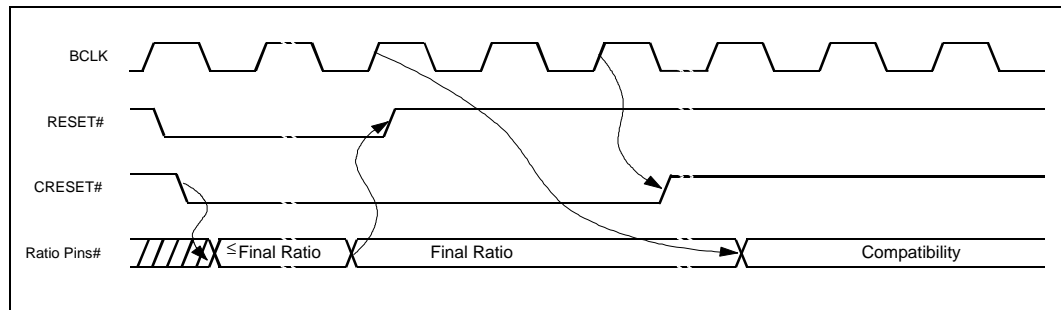 BCLK
RESET#
CRESET#
Ratio Pins#
≤Final Ratio
Final Ratio
Compatibility